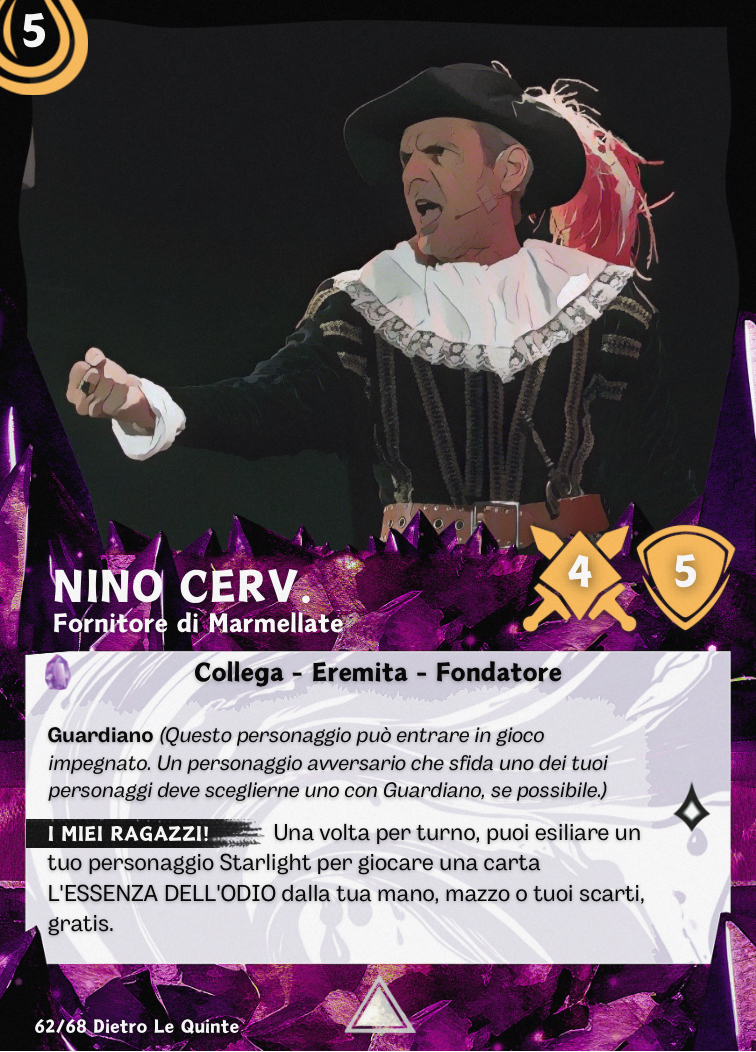 5
NINO CERV.
Fornitore di Marmellate
4
5
Collega - Eremita - Fondatore
Guardiano (Questo personaggio può entrare in gioco
impegnato. Un personaggio avversario che sfida uno dei tuoi
personaggi deve sceglierne uno con Guardiano, se possibile.)
I MIEI RAGAZZI! Una volta per turno, puoi esiliare un
tuo personaggio Starlight per giocare una carta
L'ESSENZA DELL'ODIO dalla tua mano, mazzo o tuoi scarti,
gratis.
62/68 Dietro Le Quinte